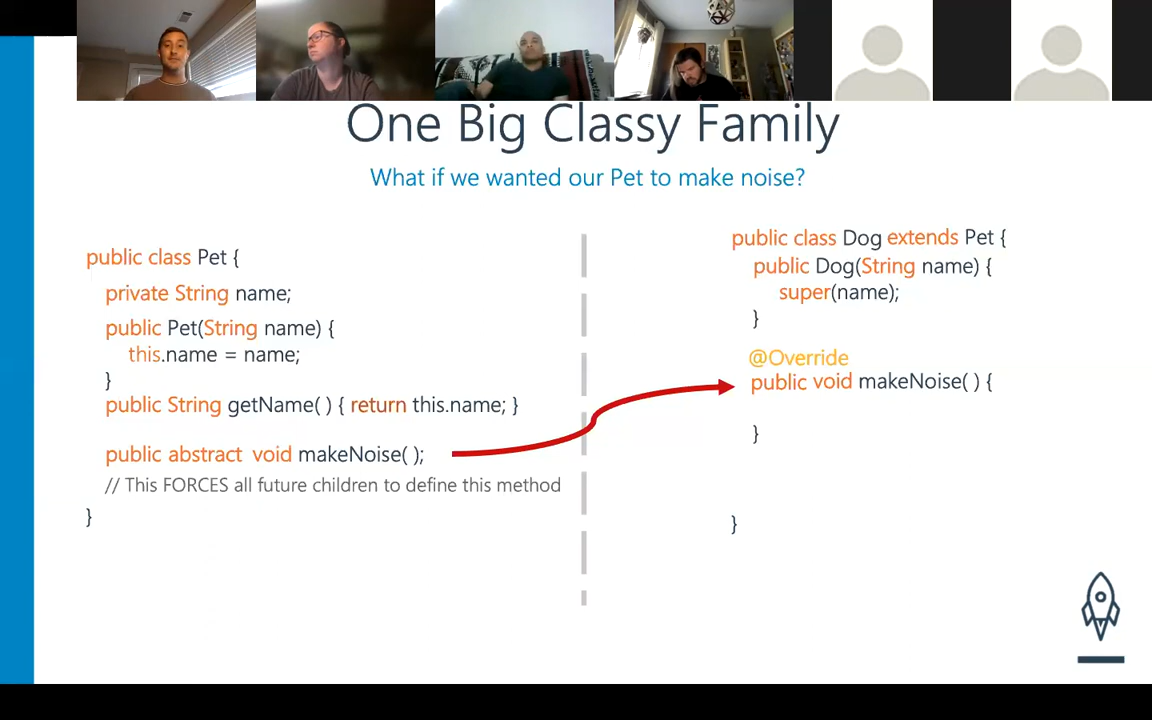 One Big Classy Family
What if we wanted our Pet to make noise?
public class Pet {
private String name;
public Pet(String name) {
this.name = name;
}
public String getName( ) { return this.name; }
public abstract void makeNoise( );
// This FORCES all future children to define this method
}
public class Dog extends Pet {
public Dog(String name) {
super(name);
}
@Override
public void makeNoise( ) {
}
}